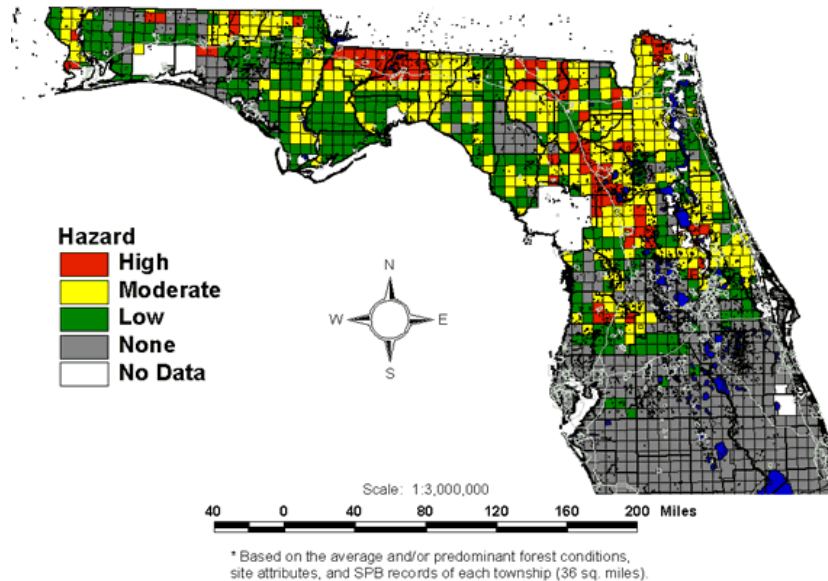 Hazard
High
Moderate
Low
None
No Data
N
W E
S
Scale: 1:3,000,000
40 0 40 80 120 160 200 Miles
* Based on the average and/or predominant forest conditions,
site attributes, and SPB records of each township (36 sq. miles).